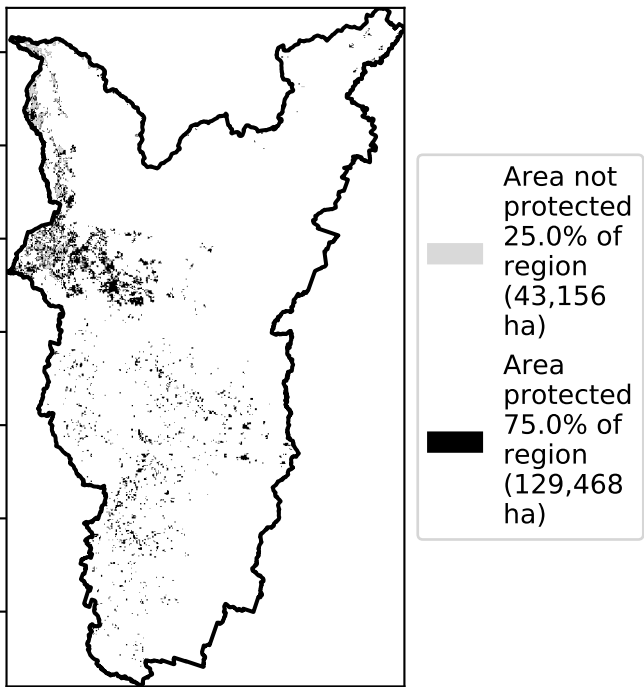 Area not
protected
25.0% of
region
(43,156
ha)
Area
protected
75.0% of
region
(129,468
ha)